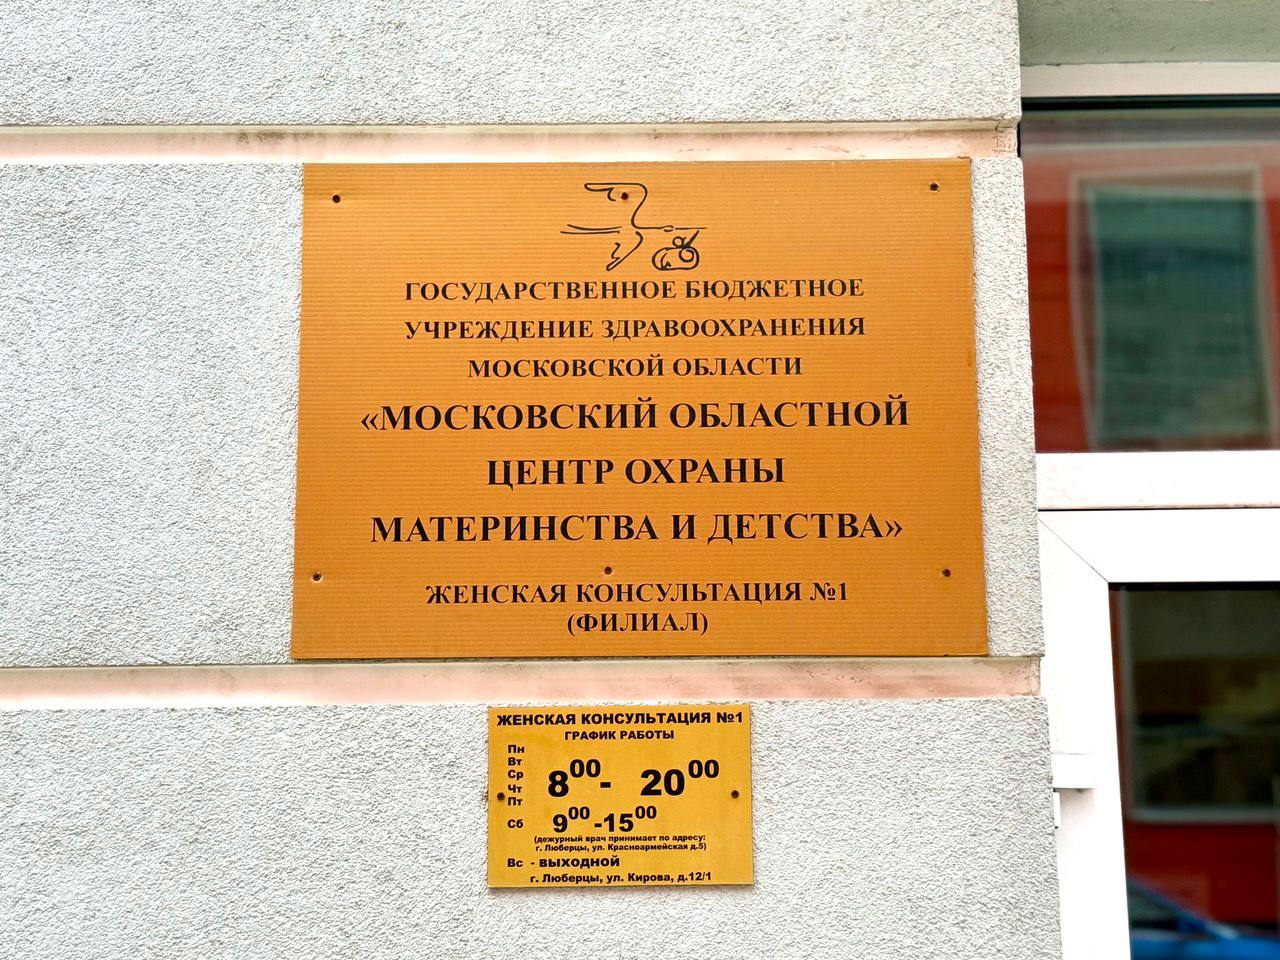 ГОСУДАРСТВЕННОЕ БЮДЖЕТНОЕ
УЧРЕЖДЕНИЕ ЗДРАВООХРАНЕНИЯ
МОСКОВСКОЙ ОБЛАСТИ
«МОСКОВСКИЙ ОБЛАСТНОЙ
ЦЕНТР ОХРАНЫ
МАТЕРИНСТВА И ДЕТСТВА»
ЖЕНСКАЯ КОНСУЛЬТАЦИЯ №1
(ФИЛИАЛ)
ЖЕНСКАЯ КОНСУЛЬТАЦИЯ №1
ГРАФИК РАБОТЫ
Пн
Вт
Ср
Чт
Пт
8⁰⁰- 20⁰⁰
Сб 9⁰⁰-15⁰⁰
(дежурный врач принимает по адресу:
г. Люберцы, ул. Красноармейская д.5)
Вс - выходной
г. Люберцы, ул. Кирова, д.12/1